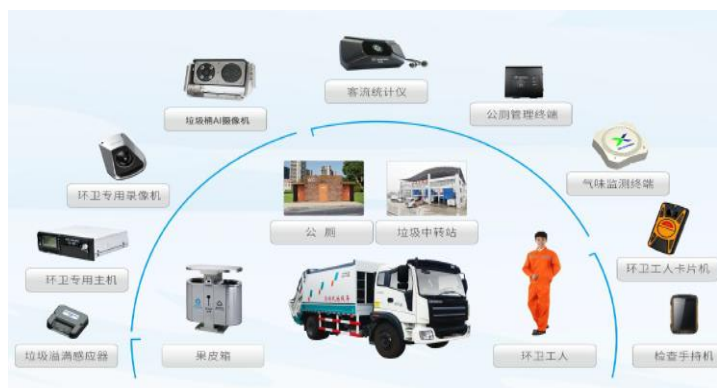 客流统计仪
垃圾桶AI摄像机
公厕管理终端
气味监测终端
环卫专用录像机
公 厕
垃圾中转站
环卫专用主机
环卫工人卡片机
垃圾溢满感应器
果皮箱
环卫工人
检查手持机